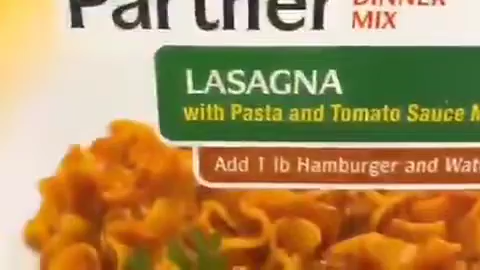 Partner DINNER
MIX
LASAGNA
with Pasta and Tomato Sauce
Add 1 lb Hamburger and